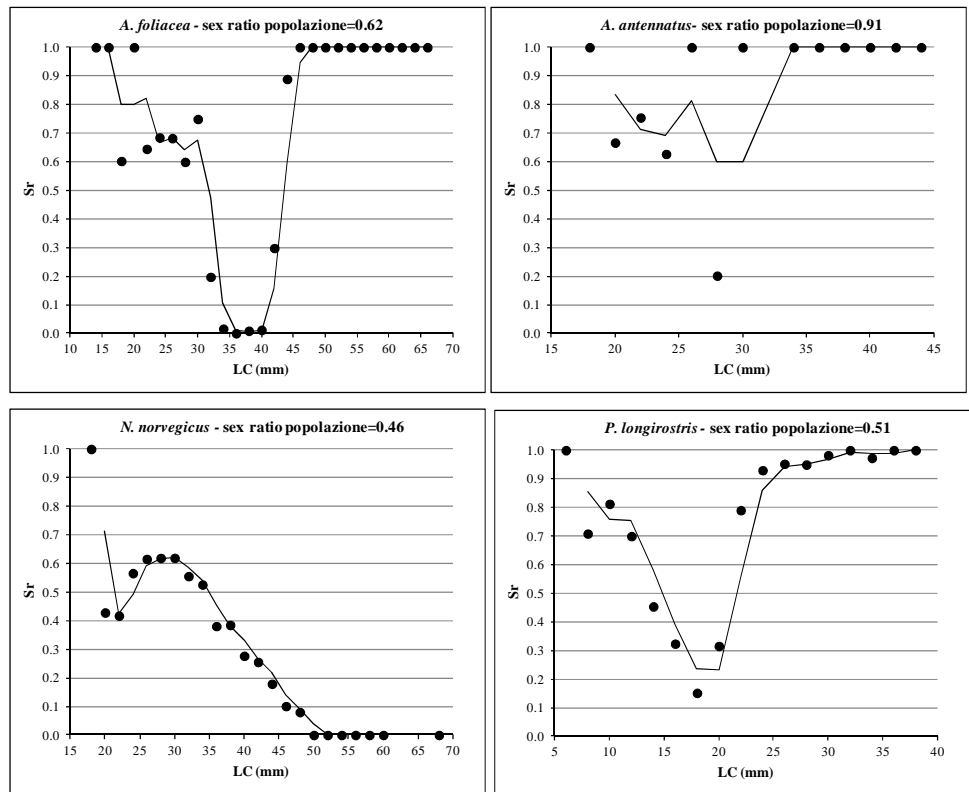 A. foliacea - sex ratio popolazione=0.62
1.0
0.9
0.8
0.7
0.6
0.5
0.4
0.3
0.2
0.1
0.0
Sr
10 15 20 25 30 35 40 45 50 55 60 65 70
LC (mm)
A. antennatus- sex ratio popolazione=0.91
1.0
0.9
0.8
0.7
0.6
0.5
0.4
0.3
0.2
0.1
0.0
Sr
15 20 25 30 35 40 45
LC (mm)
N. norvegicus - sex ratio popolazione=0.46
1.0
0.9
0.8
0.7
0.6
0.5
0.4
0.3
0.2
0.1
0.0
Sr
15 20 25 30 35 40 45 50 55 60 65 70
LC (mm)
P. longirostris - sex ratio popolazione=0.51
1.0
0.9
0.8
0.7
0.6
0.5
0.4
0.3
0.2
0.1
0.0
Sr
5 10 15 20 25 30 35 40
LC (mm)